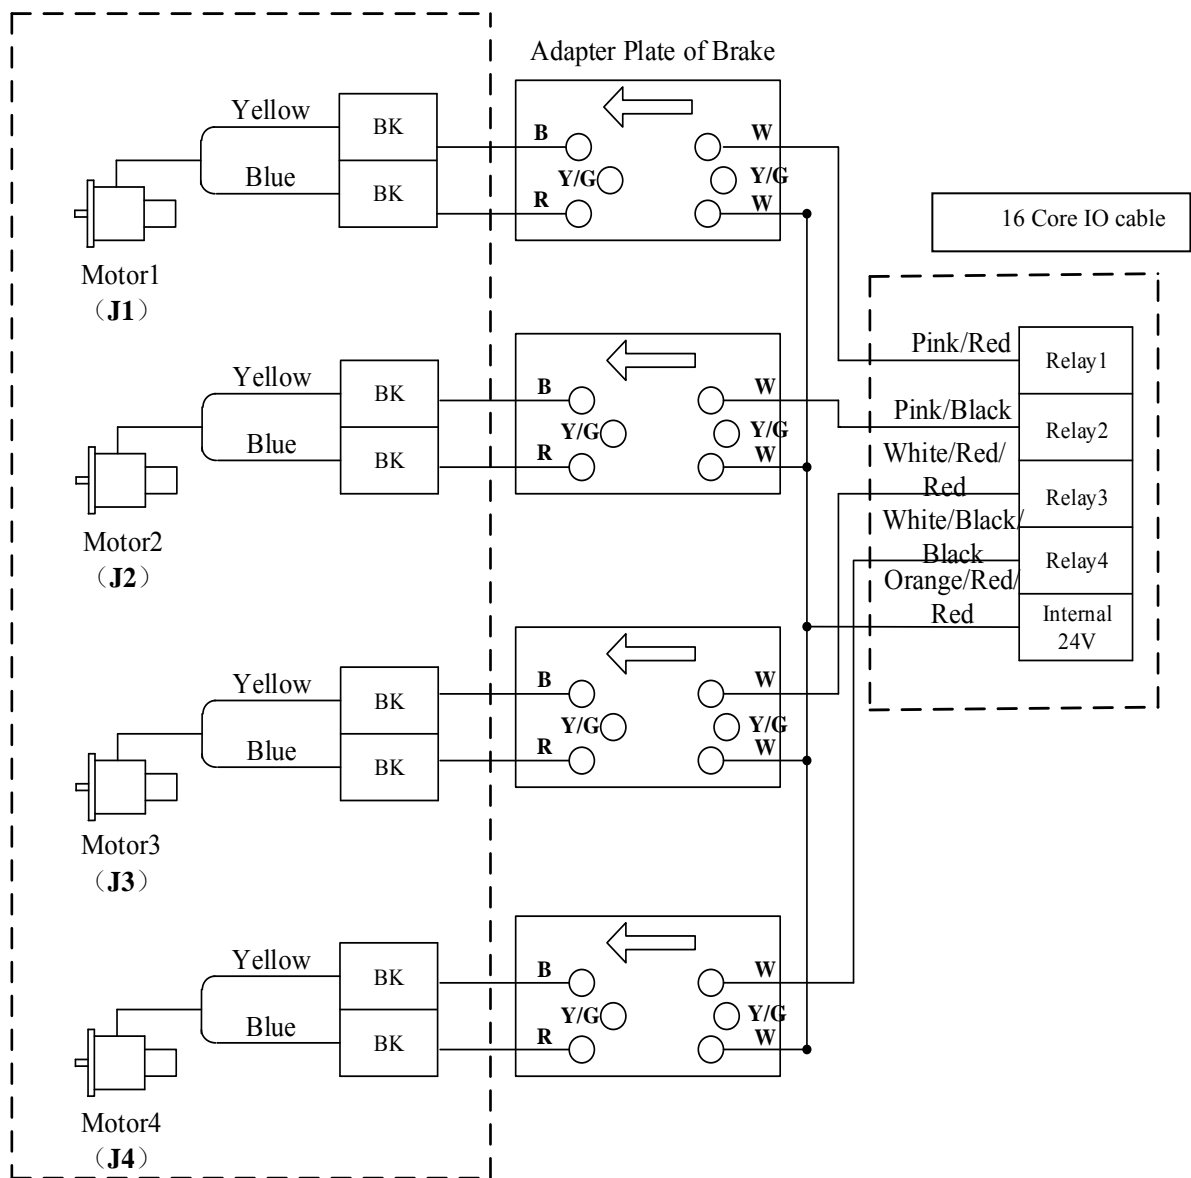 Adapter Plate of Brake
Yellow
BK
Blue
BK
B
W
Y/G
Y/G
R
W
Motor1
（J1）
16 Core IO cable
Yellow
BK
Blue
BK
B
W
Y/G
Y/G
R
W
Motor2
（J2）
Pink/Red
Relay1
Pink/Black
Relay2
White/Red/
Red
Relay3
White/Black/
Black
Relay4
Orange/Red/
Red
Internal
24V
Yellow
BK
Blue
BK
B
W
Y/G
Y/G
R
W
Motor3
（J3）
Yellow
BK
Blue
BK
B
W
Y/G
Y/G
R
W
Motor4
（J4）